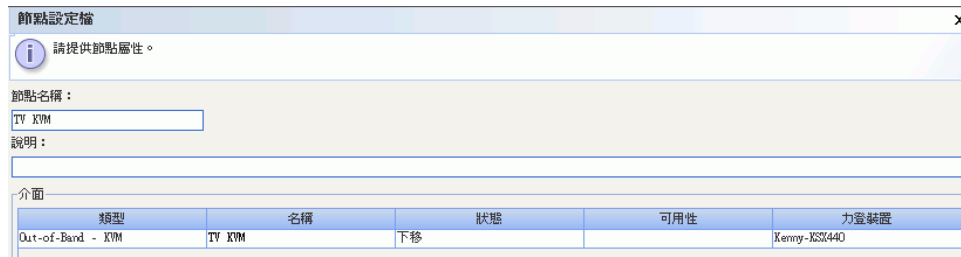 節點設定檔
請提供節點屬性。
節點名稱：
TV KVM
說明：
介面
類型 名稱 狀態 可用性 力登裝置
Out-of-Band - KVM TV KVM 下移 Kenny-KSX440